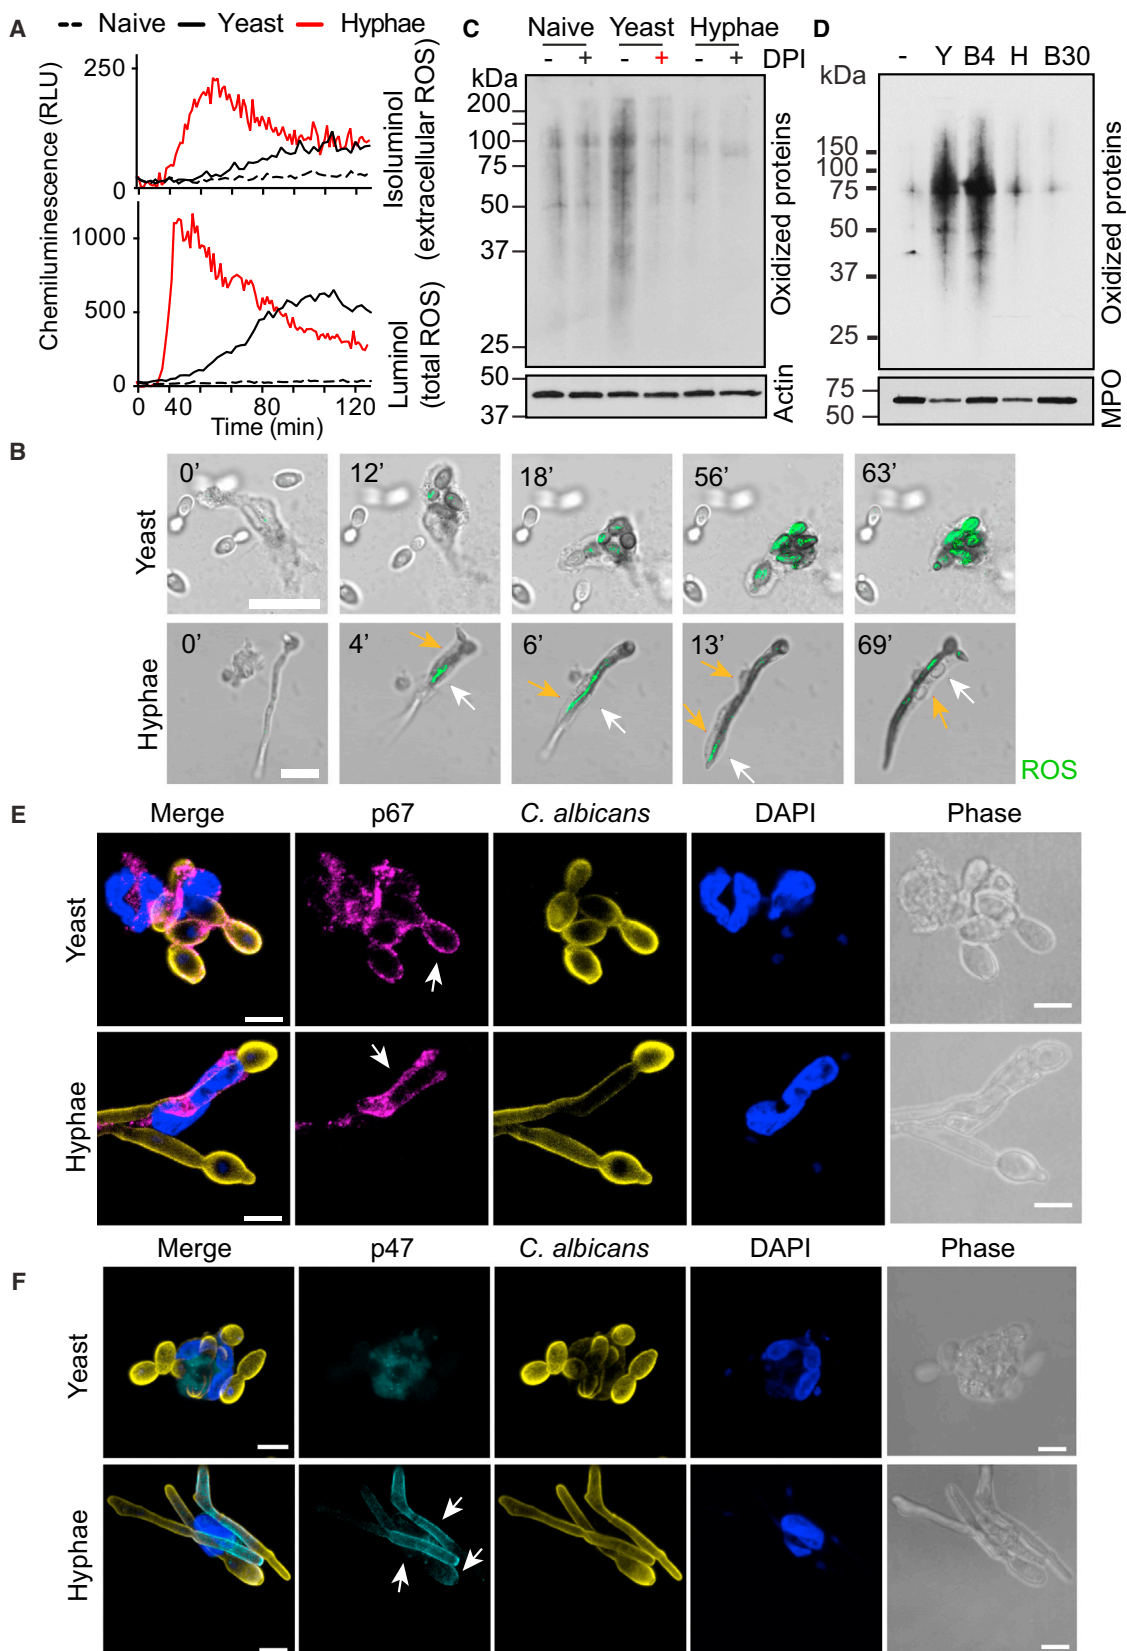 A
Naive Yeast Hyphae
Chemiluminescence (RLU)
250
0
Isoluminol
(extracellular ROS)
1000
500
0
Luminol
(total ROS)
0 40 80 120
Time (min)
C
Naive Yeast Hyphae
- + - + - + DPI
kDa
200
100
75
50
37
25
Oxidized proteins
50
37
Actin
D
- Y B4 H B30
kDa
150
100
75
50
37
25
Oxidized proteins
75
50
MPO
B
Yeast
0’ 12’ 18’ 56’ 63’
Hyphae
0’ 4’ 6’ 13’ 69’
ROS
E
Merge p67 C. albicans DAPI Phase
Yeast
Hyphae
F
Merge p47 C. albicans DAPI Phase
Yeast
Hyphae